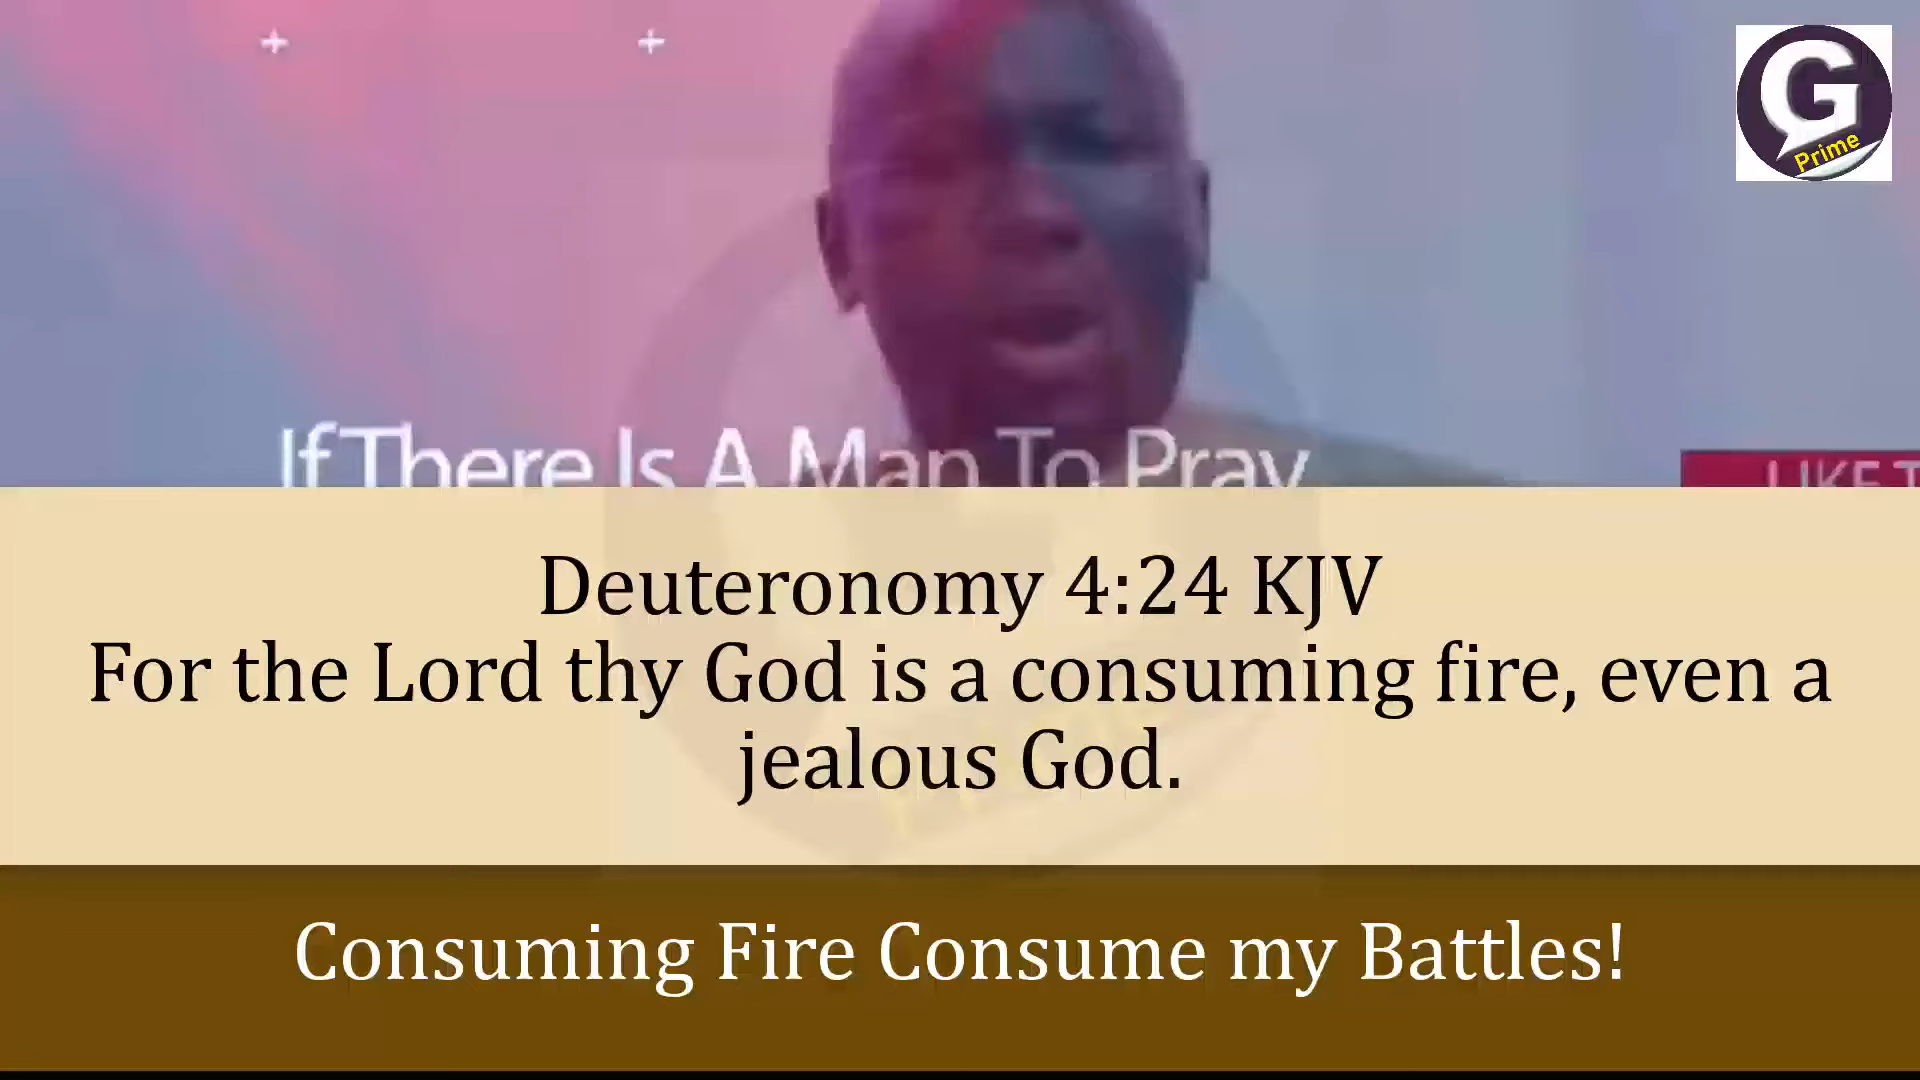 G
Prime
If There Is A Man To Pray
LIKE T
Deuteronomy 4:24 KJV
For the Lord thy God is a consuming fire, even a
jealous God.
Consuming Fire Consume my Battles!